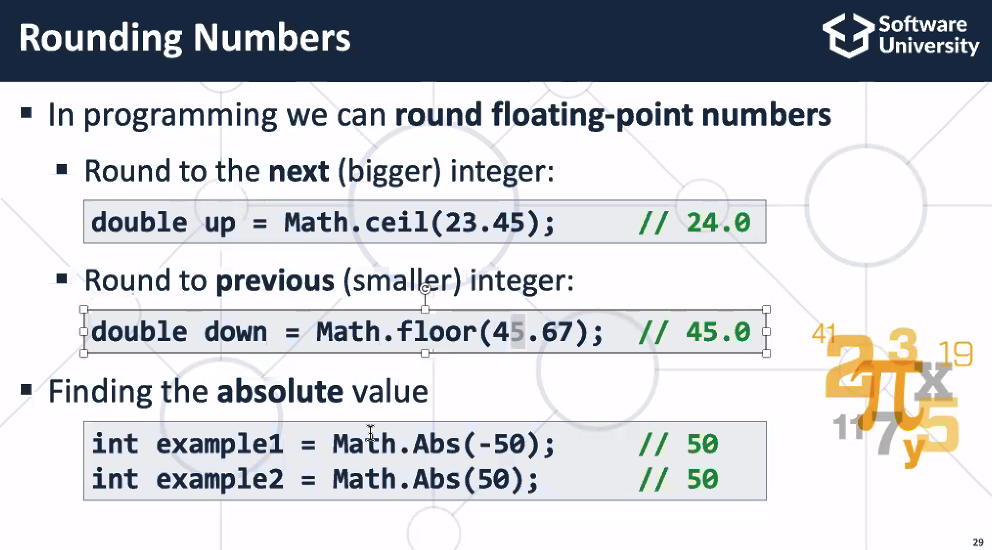 Rounding Numbers
Software
University
▪ In programming we can round floating-point numbers
▪ Round to the next (bigger) integer:
double up = Math.ceil(23.45); // 24.0
▪ Round to previous (smaller) integer:
double down = Math.floor(45.67); // 45.0
▪ Finding the absolute value
int example1 = Math.Abs(-50); // 50
int example2 = Math.Abs(50); // 50
41
2
3
π
x
19
11
7
y
5
29